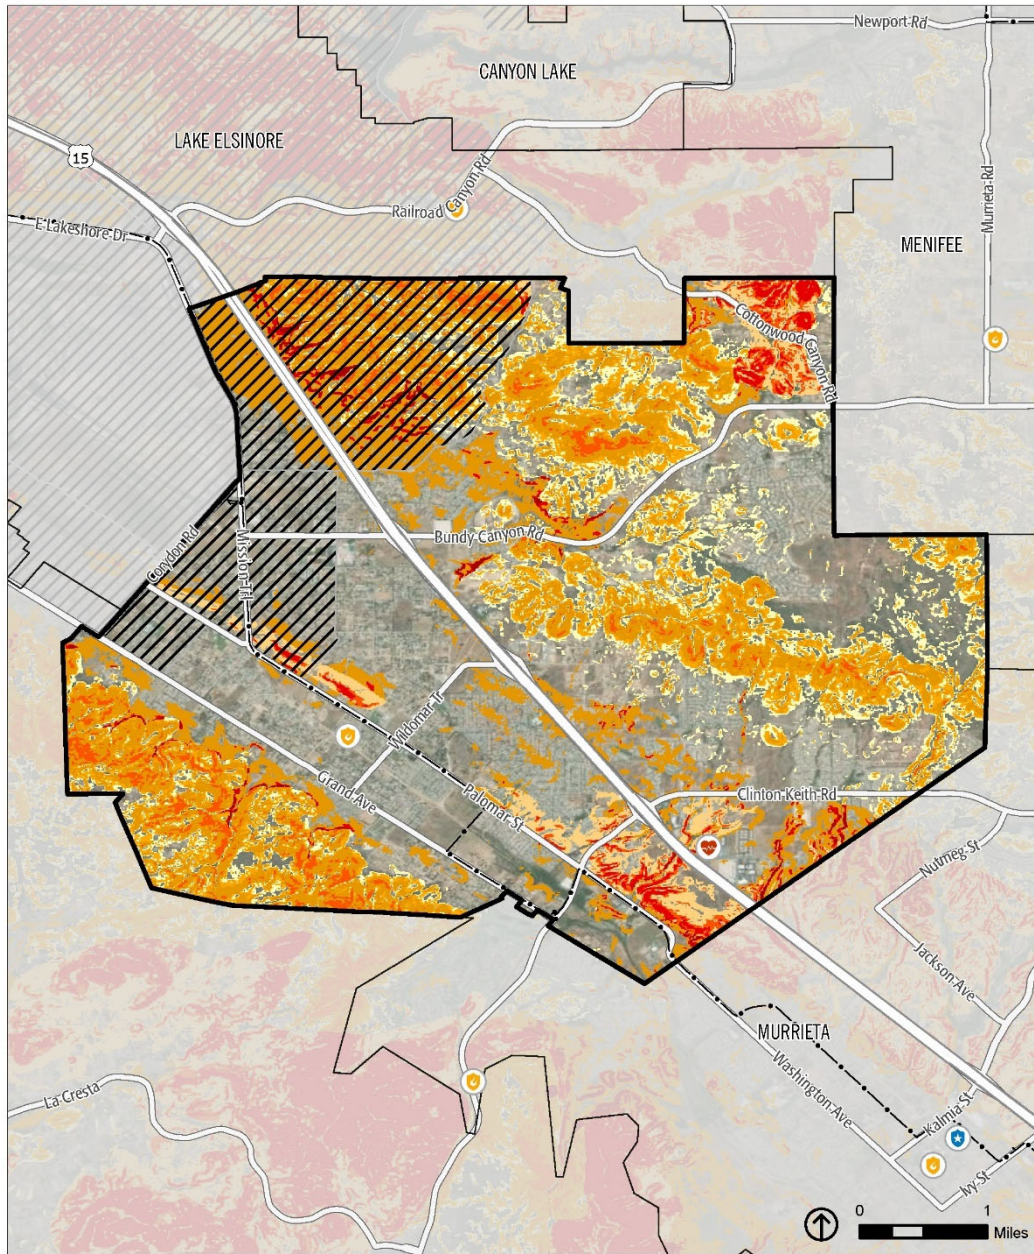 Newport Rd
CANYON LAKE
LAKE ELSINORE
15
Murrieta Rd
Railroad Canyon Rd
E Lakeshore Dr
MENIFEE
Cottonwood Canyon Rd
Bundy Canyon Rd
Corydon Rd
Mission Trl
Wildomar Tr
Grand Ave
Palomar St
Clinton Keith Rd
Nutmeg St
Jackson Ave
MURRIETA
Washington Ave
La Cresta
Kalmia St
Ivy St
0 1
Miles